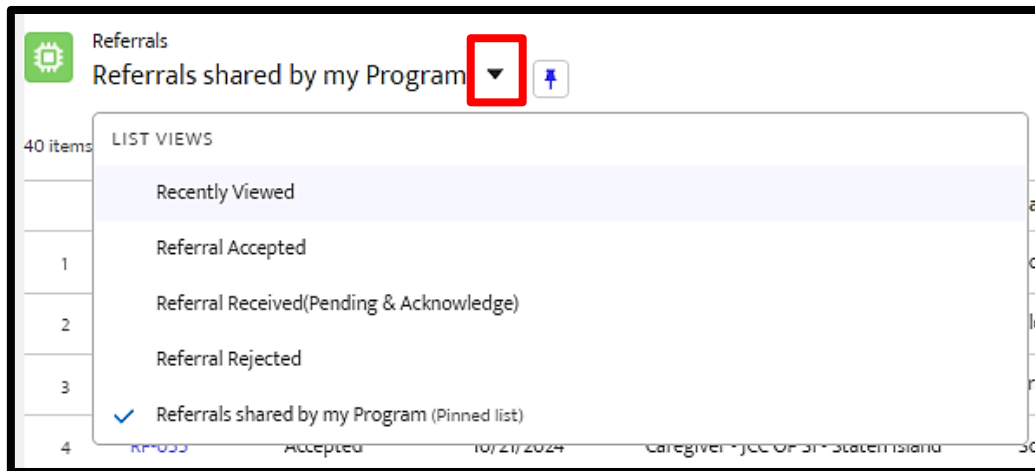 Referrals
Referrals shared by my Program
40 items
LIST VIEWS
Recently Viewed
Referral Accepted
1
Referral Received(Pending & Acknowledge)
2
Referral Rejected
3
Referrals shared by my Program (Pinned list)
4 Accepted 10/21/2024 Caregiver - JCC OF SI - Staten Island